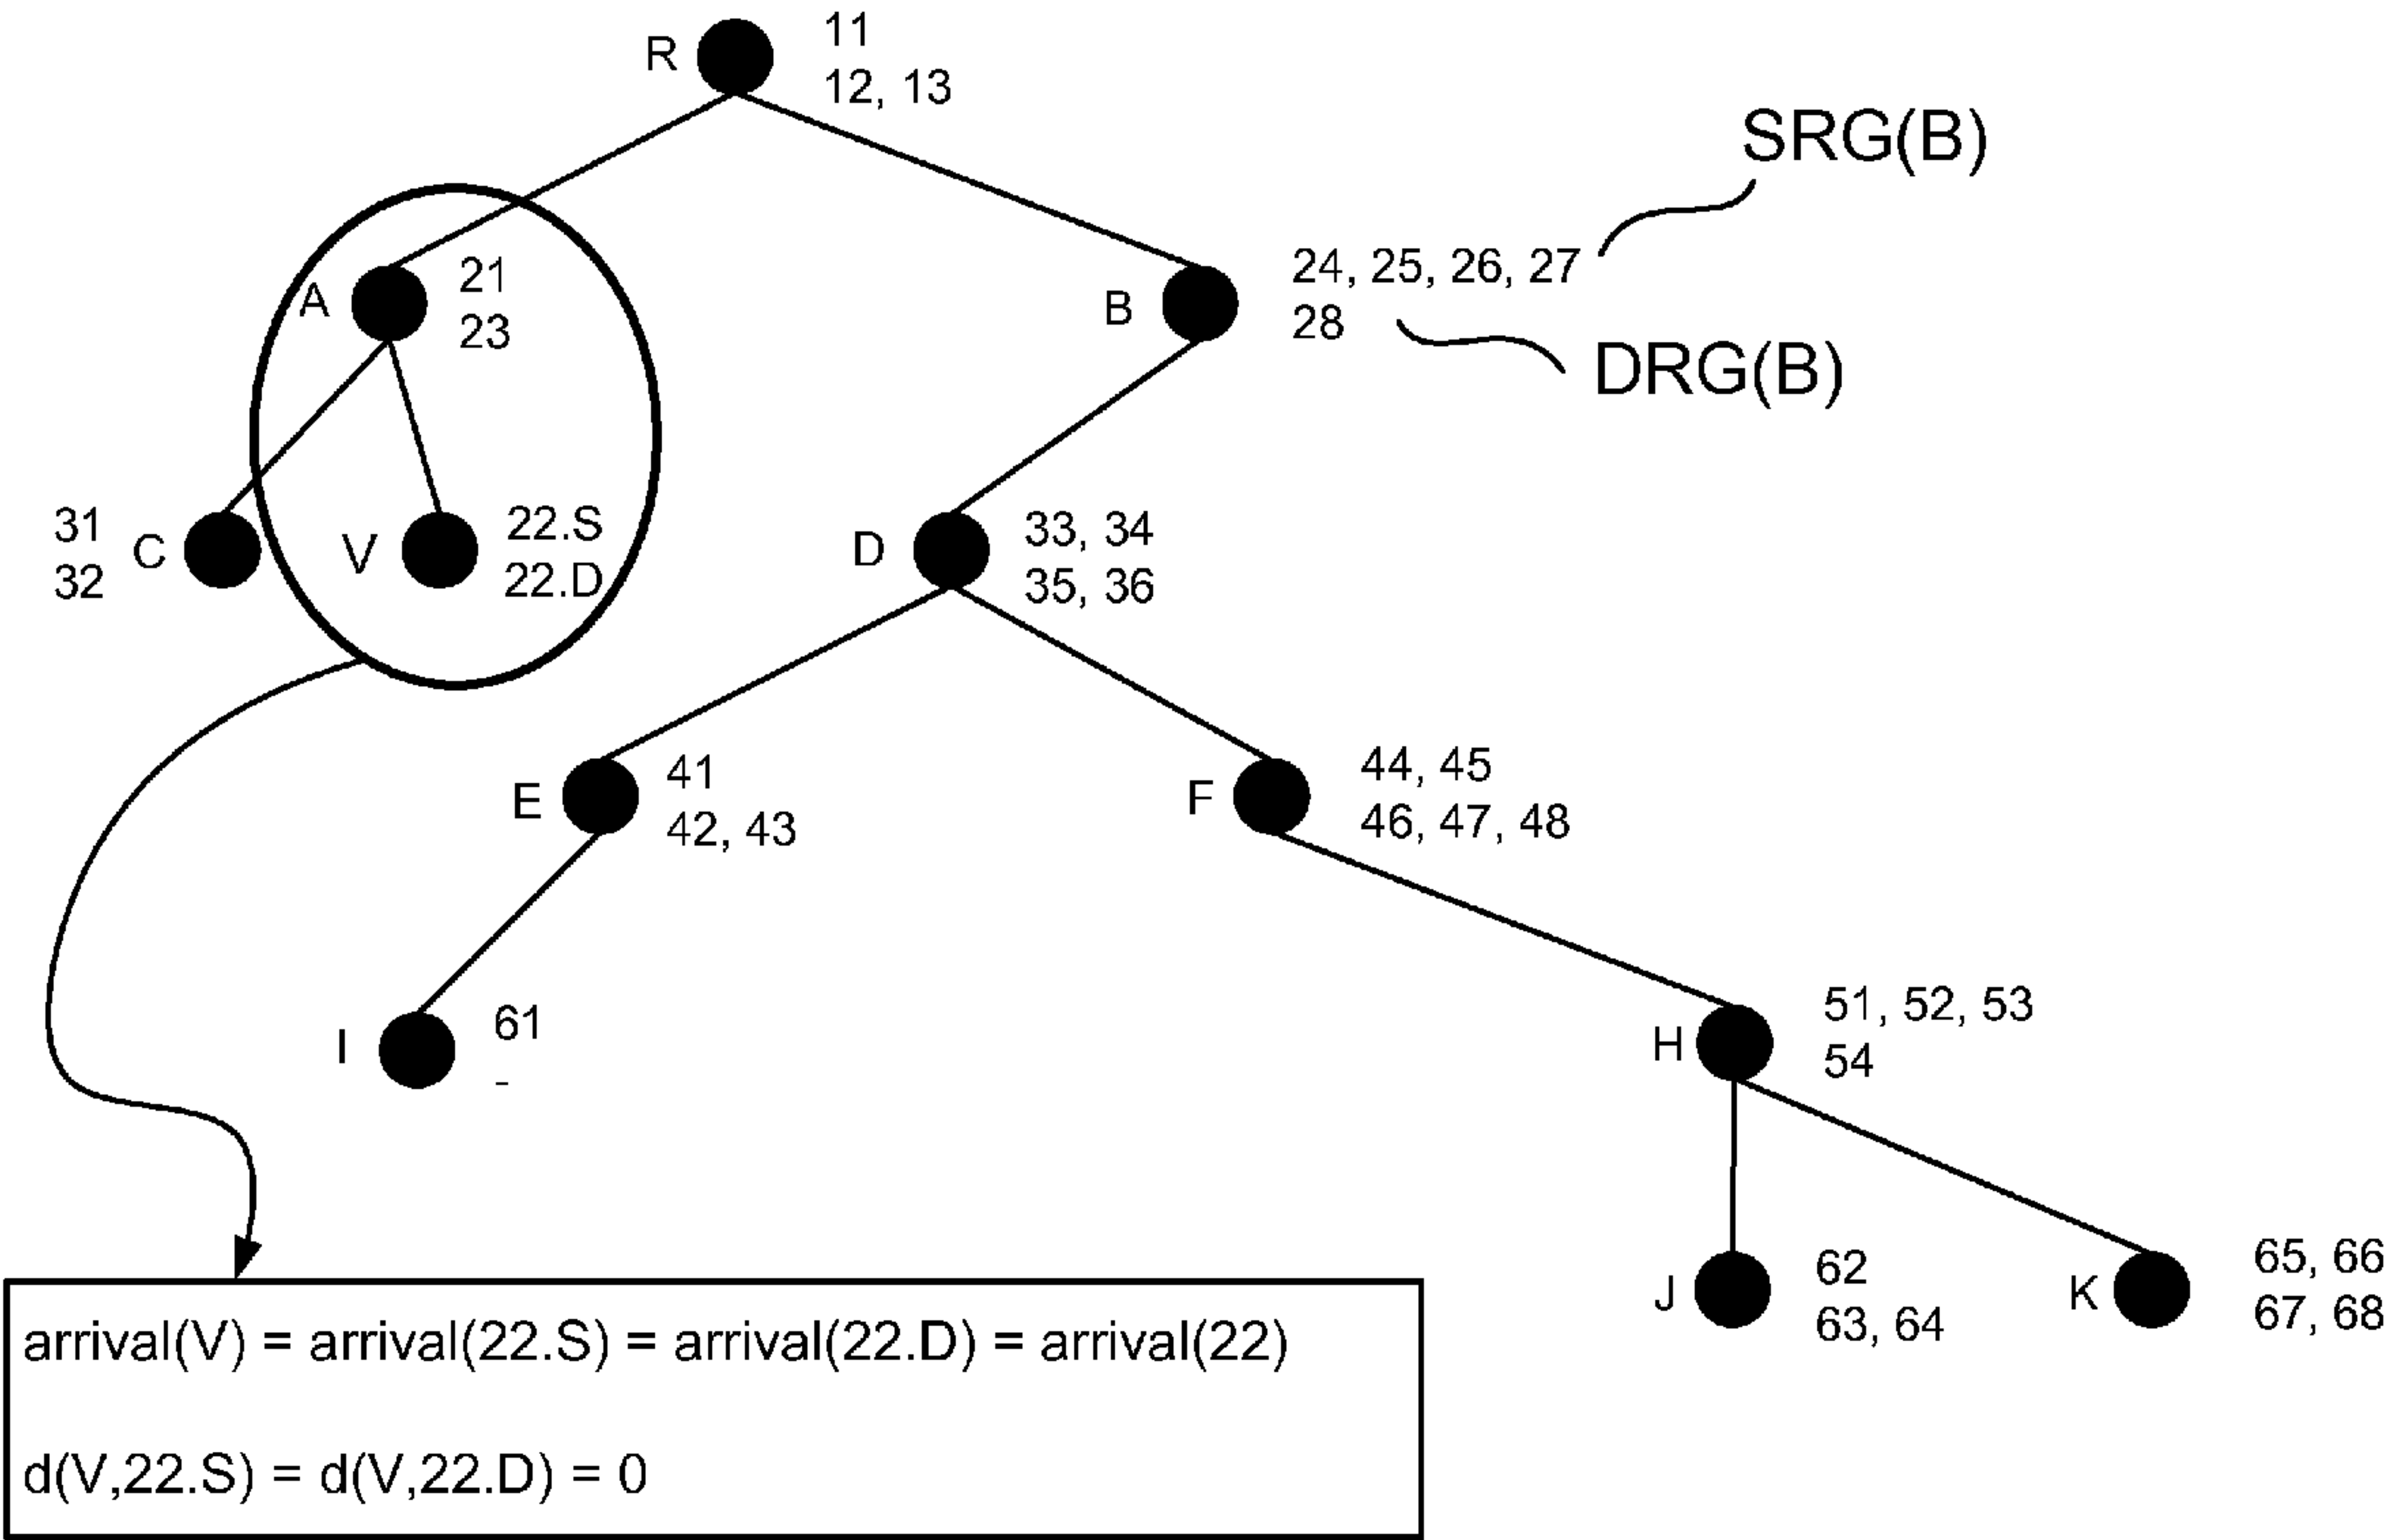 R
11
12, 13
SRG(B)
A
21
23
B
24, 25, 26, 27
28
DRG(B)
31
32
C
V
22.S
22.D
D
33, 34
35, 36
E
41
42, 43
F
44, 45
46, 47, 48
I
61
-
H
51, 52, 53
54
J
62
63, 64
K
65, 66
67, 68
arrival(V) = arrival(22.S) = arrival(22.D) = arrival(22)
d(V,22.S) = d(V,22.D) = 0